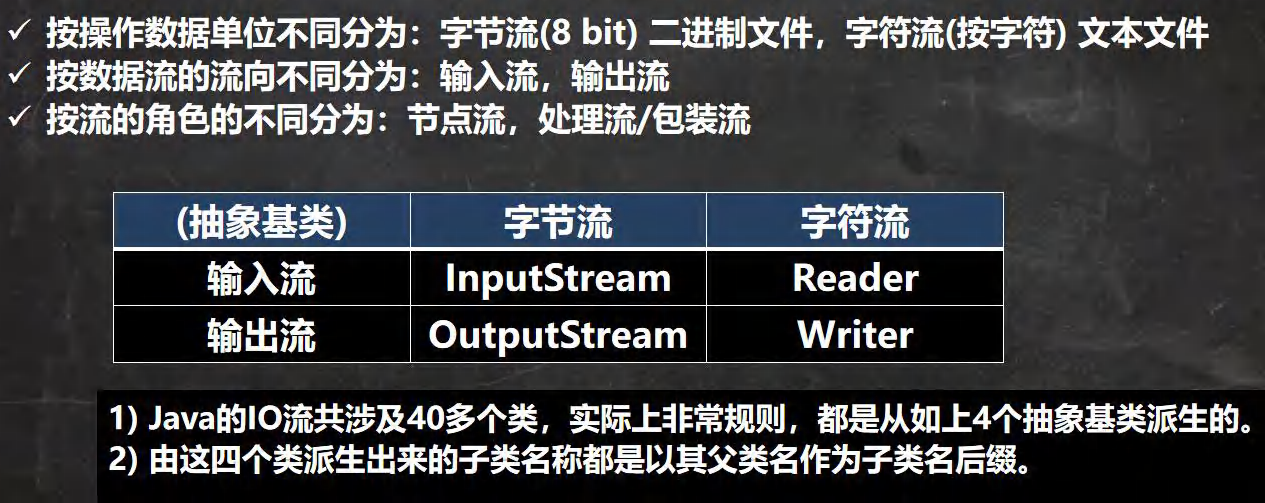 ✓ 按操作数据单位不同分为：字节流(8 bit) 二进制文件，字符流(按字符) 文本文件
✓ 按数据流的流向不同分为：输入流，输出流
✓ 按流的角色的不同分为：节点流，处理流/包装流
(抽象基类) 字节流 字符流
输入流 InputStream Reader
输出流 OutputStream Writer
1) Java的IO流共涉及40多个类，实际上非常规则，都是从如上4个抽象基类派生的。
2) 由这四个类派生出来的子类名称都是以其父类名作为子类名后缀。